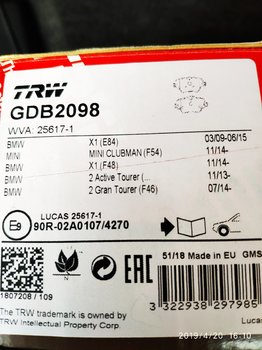 TRW
GDB2098
WVA: 25617-1
BMW X1 (E84) 03/09-06/15
MINI MINI CLUBMAN (F54) 11/14-
BMW X1 (F48) 11/14-
BMW 2 Active Tourer (... 11/13-
BMW 2 Gran Tourer (F46) 07/14-
E9
LUCAS 25617-1
90R-02A0107/4270
N
EAC
51/18 Made in EU GMS
1807208 / 109
The TRW trademark is owned by
TRW Intellectual Property Corp.
3 322938 297985
2019/4/20 16:10